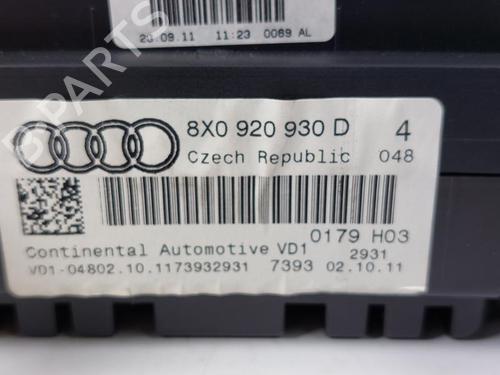 20.09.11 11:23 0069 AL
8X0 920 930 D 4
Czech Republic 048
0179 H03
Continental Automotive VD1 2931
VD1-04802.10.1173932931 7393 02.10.11
B-PARTS